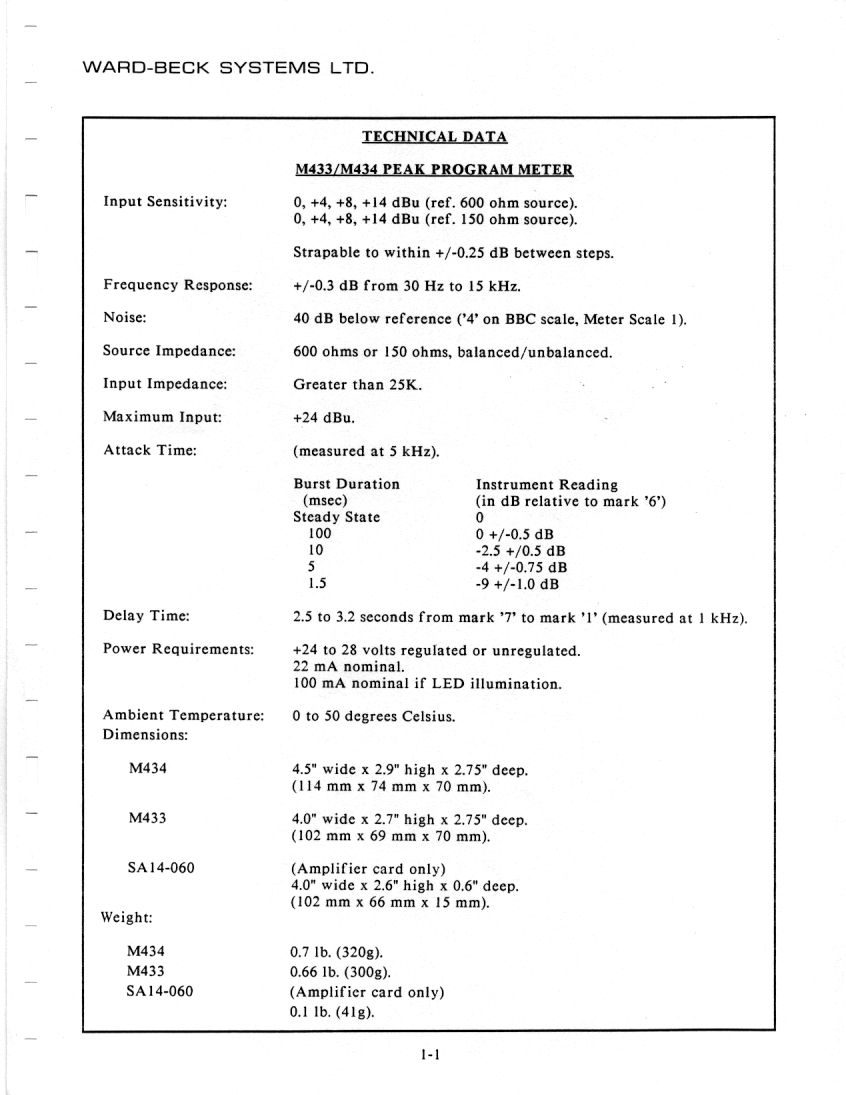 WARD-BECK SYSTEMS LTD.
TECHNICAL DATA
M433/M434 PEAK PROGRAM METER
Input Sensitivity: 0, +4, +8, +14 dBu (ref. 600 ohm source).
0, +4, +8, +14 dBu (ref. 150 ohm source).
Strapable to within +/-0.25 dB between steps.
Frequency Response: +/-0.3 dB from 30 Hz to 15 kHz.
Noise: 40 dB below reference ('4' on BBC scale, Meter Scale 1).
Source Impedance: 600 ohms or 150 ohms, balanced/unbalanced.
Input Impedance: Greater than 25K.
Maximum Input: +24 dBu.
Attack Time: (measured at 5 kHz).
Burst Duration Instrument Reading
(msec) (in dB relative to mark '6')
Steady State 0
100 0 +/-0.5 dB
10 -2.5 +/0.5 dB
5 -4 +/-0.75 dB
1.5 -9 +/-1.0 dB
Delay Time: 2.5 to 3.2 seconds from mark '7' to mark '1' (measured at 1 kHz).
Power Requirements: +24 to 28 volts regulated or unregulated.
22 mA nominal.
100 mA nominal if LED illumination.
Ambient Temperature: 0 to 50 degrees Celsius.
Dimensions:
M434 4.5" wide x 2.9" high x 2.75" deep.
(114 mm x 74 mm x 70 mm).
M433 4.0" wide x 2.7" high x 2.75" deep.
(102 mm x 69 mm x 70 mm).
SA14-060 (Amplifier card only)
4.0" wide x 2.6" high x 0.6" deep.
(102 mm x 66 mm x 15 mm).
Weight:
M434 0.7 lb. (320g).
M433 0.66 lb. (300g).
SA14-060 (Amplifier card only)
0.1 lb. (41g).
1-1